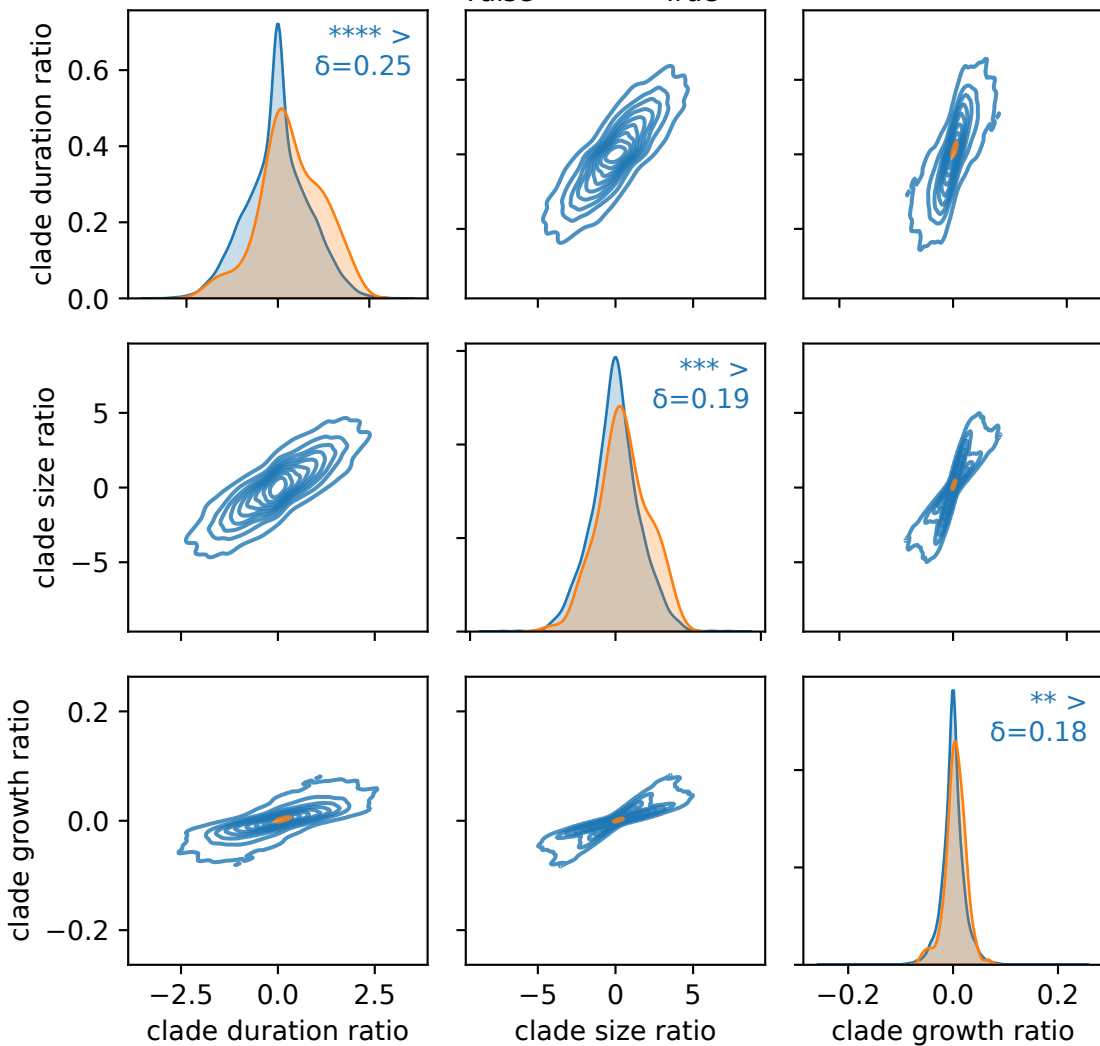 clade duration ratio
0.6
0.4
0.2
0.0
**** >
δ=0.25
clade size ratio
5
0
−5
*** >
δ=0.19
clade growth ratio
0.2
0.0
−0.2
** >
δ=0.18
−2.5 0.0 2.5
clade duration ratio
−5 0 5
clade size ratio
−0.2 0.0 0.2
clade growth ratio